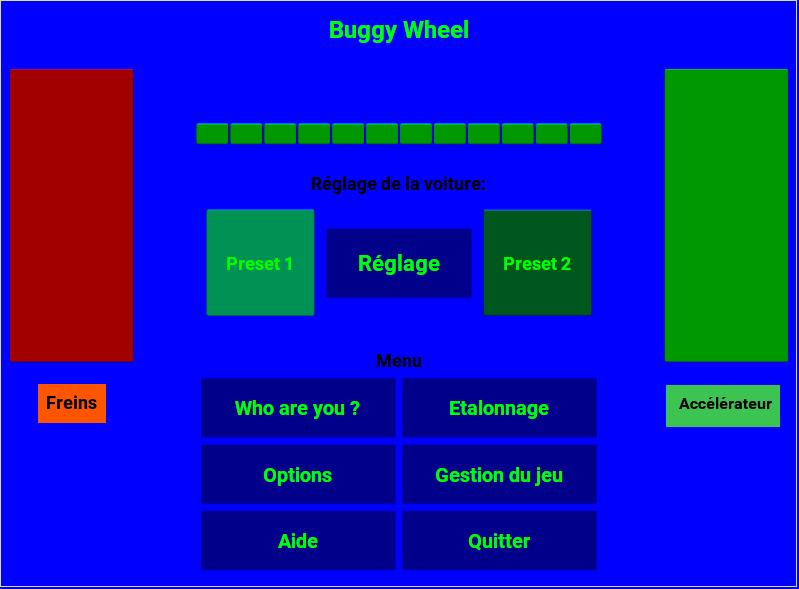 Buggy Wheel
Réglage de la voiture:
Preset 1
Réglage
Preset 2
Menu
Freins
Accélérateur
Who are you ?
Etalonnage
Options
Gestion du jeu
Aide
Quitter